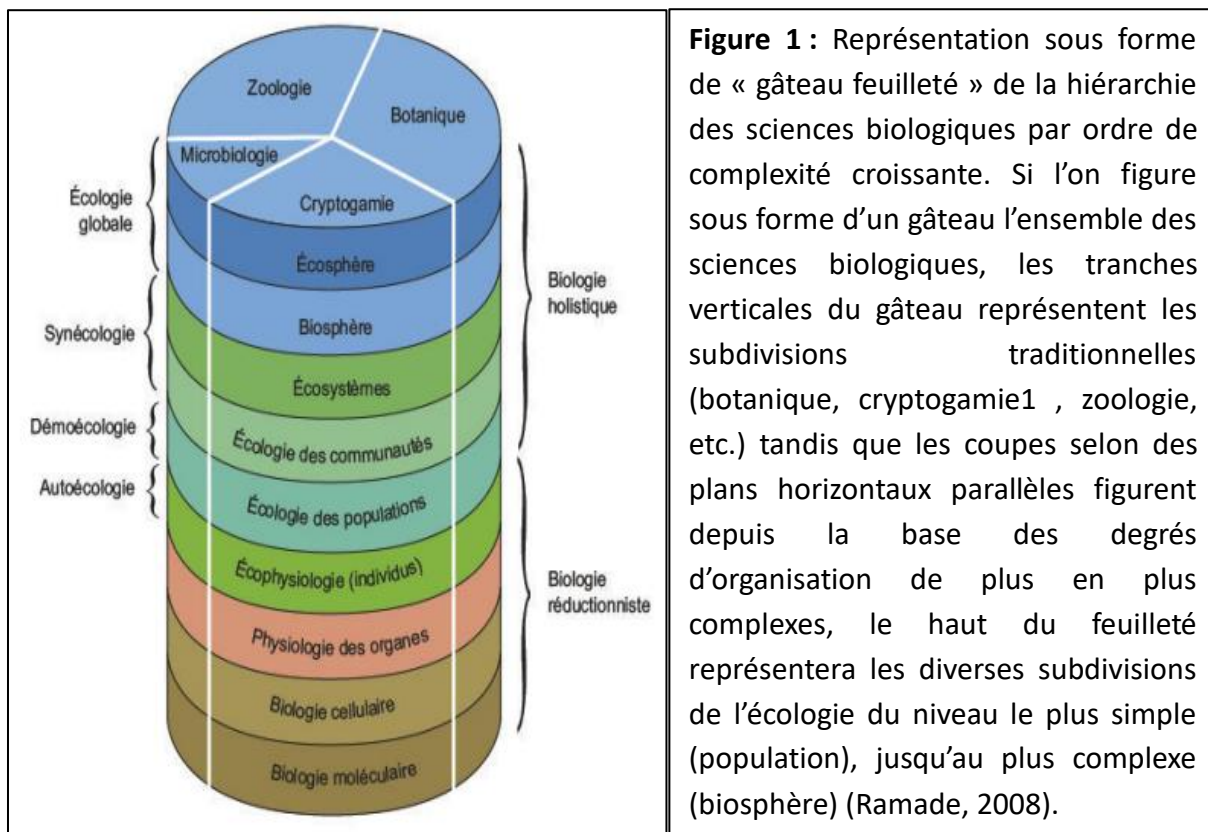 Zoologie
Botanique
Microbiologie
Cryptogamie
Écologie
globale
Écosphère
Biologie
holistique
Biosphère
Synécologie
Écosystèmes
Démoécologie
Écologie des communautés
Autoécologie
Écologie des populations
Écophysiologie (individus)
Biologie
réductionniste
Physiologie des organes
Biologie cellulaire
Biologie moléculaire
Figure 1 : Représentation sous forme
de « gâteau feuilleté » de la hiérarchie
des sciences biologiques par ordre de
complexité croissante. Si l’on figure
sous forme d’un gâteau l’ensemble des
sciences biologiques, les tranches
verticales du gâteau représentent les
subdivisions traditionnelles
(botanique, cryptogamie1 , zoologie,
etc.) tandis que les coupes selon des
plans horizontaux parallèles figurent
depuis la base des degrés
d’organisation de plus en plus
complexes, le haut du feuilleté
représentera les diverses subdivisions
de l’écologie du niveau le plus simple
(population), jusqu’au plus complexe
(biosphère) (Ramade, 2008).